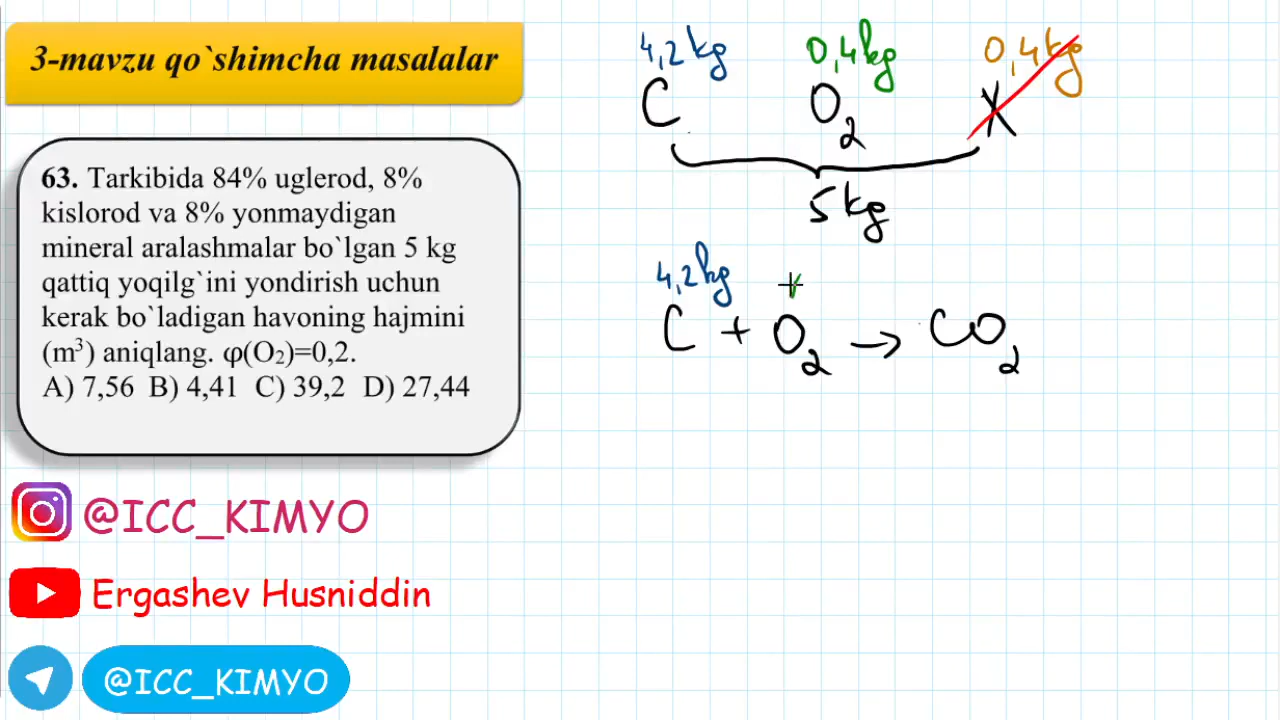 3-mavzu qo`shimcha masalalar
63. Tarkibida 84% uglerod, 8%
kislorod va 8% yonmaydigan
mineral aralashmalar bo`lgan 5 kg
qattiq yoqilg`ini yondirish uchun
kerak bo`ladigan havoning hajmini
(m³) aniqlang. φ(O₂)=0,2.
A) 7,56 B) 4,41 C) 39,2 D) 27,44
@ICC_KIMYO
Ergashev Husniddin
@ICC_KIMYO
4,2 kg 0,4 kg 0,4 kg
C O₂ X
5 kg
4,2 kg
C + O₂ → CO₂